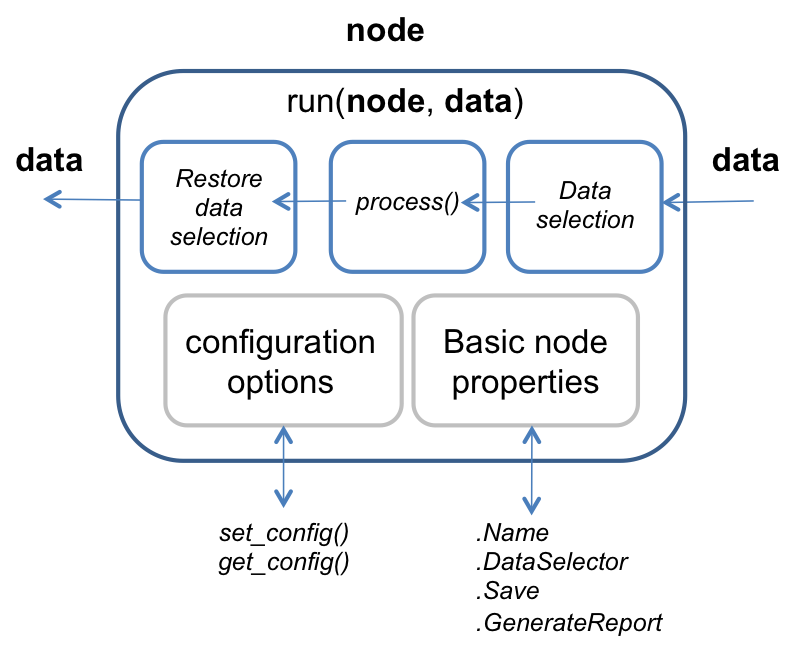 node
run(node, data)
data
data
Restore
data
selection
process()
Data
selection
configuration
options
Basic node
properties
set_config()
get_config()
.Name
.DataSelector
.Save
.GenerateReport